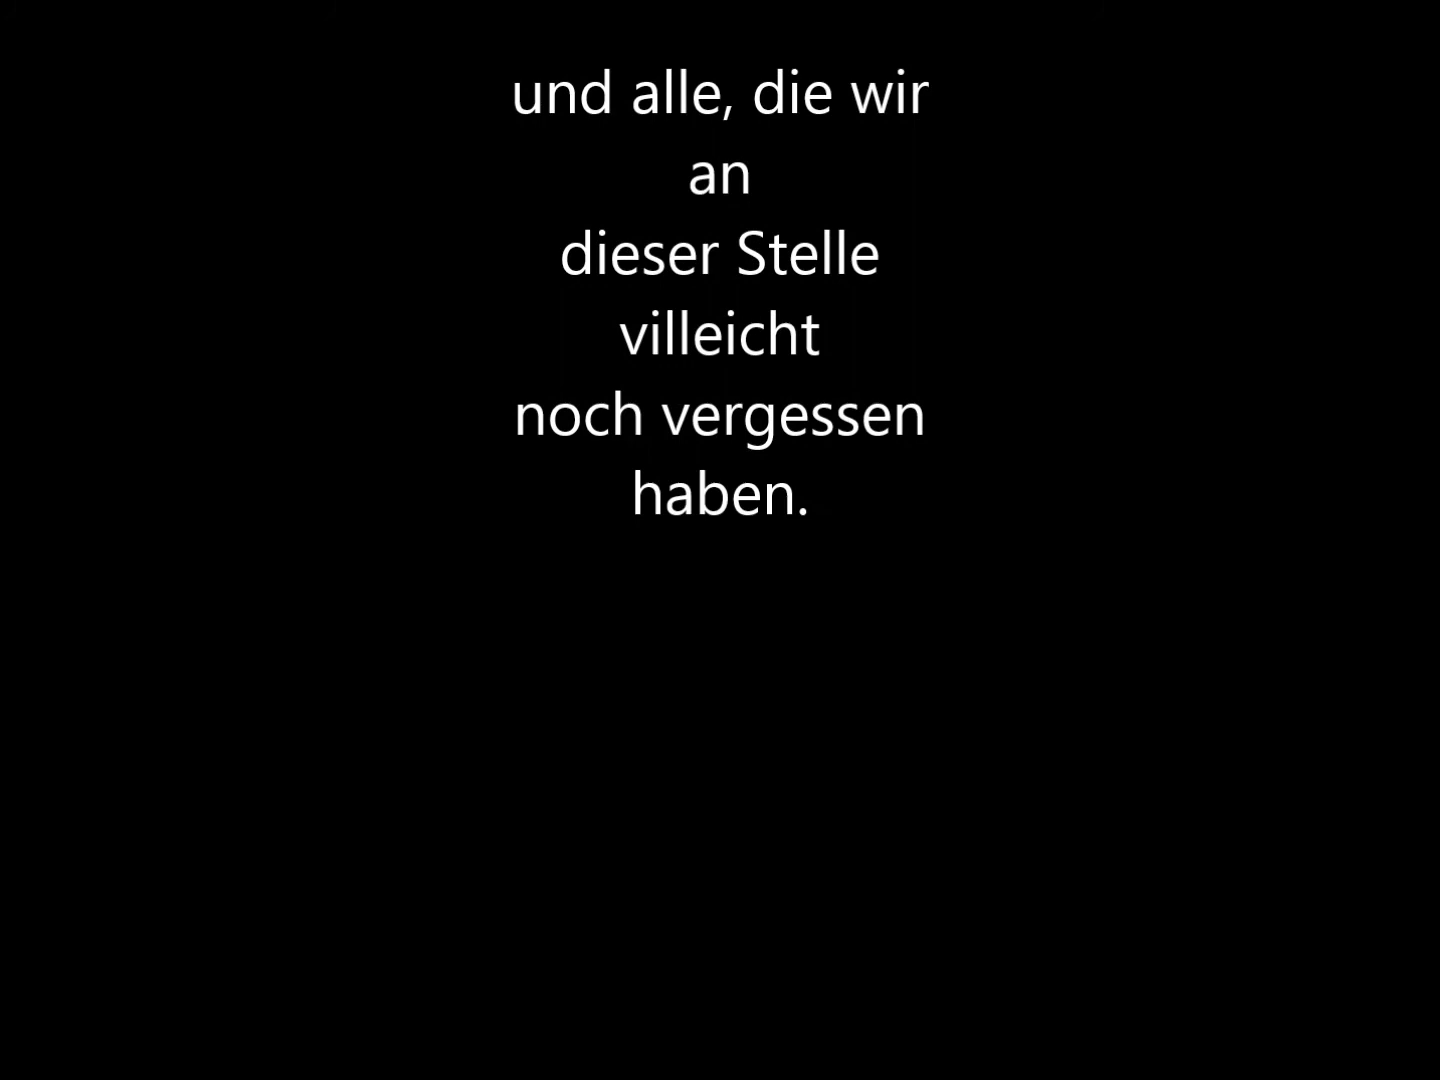 und alle, die wir
an
dieser Stelle
villeicht
noch vergessen
haben.